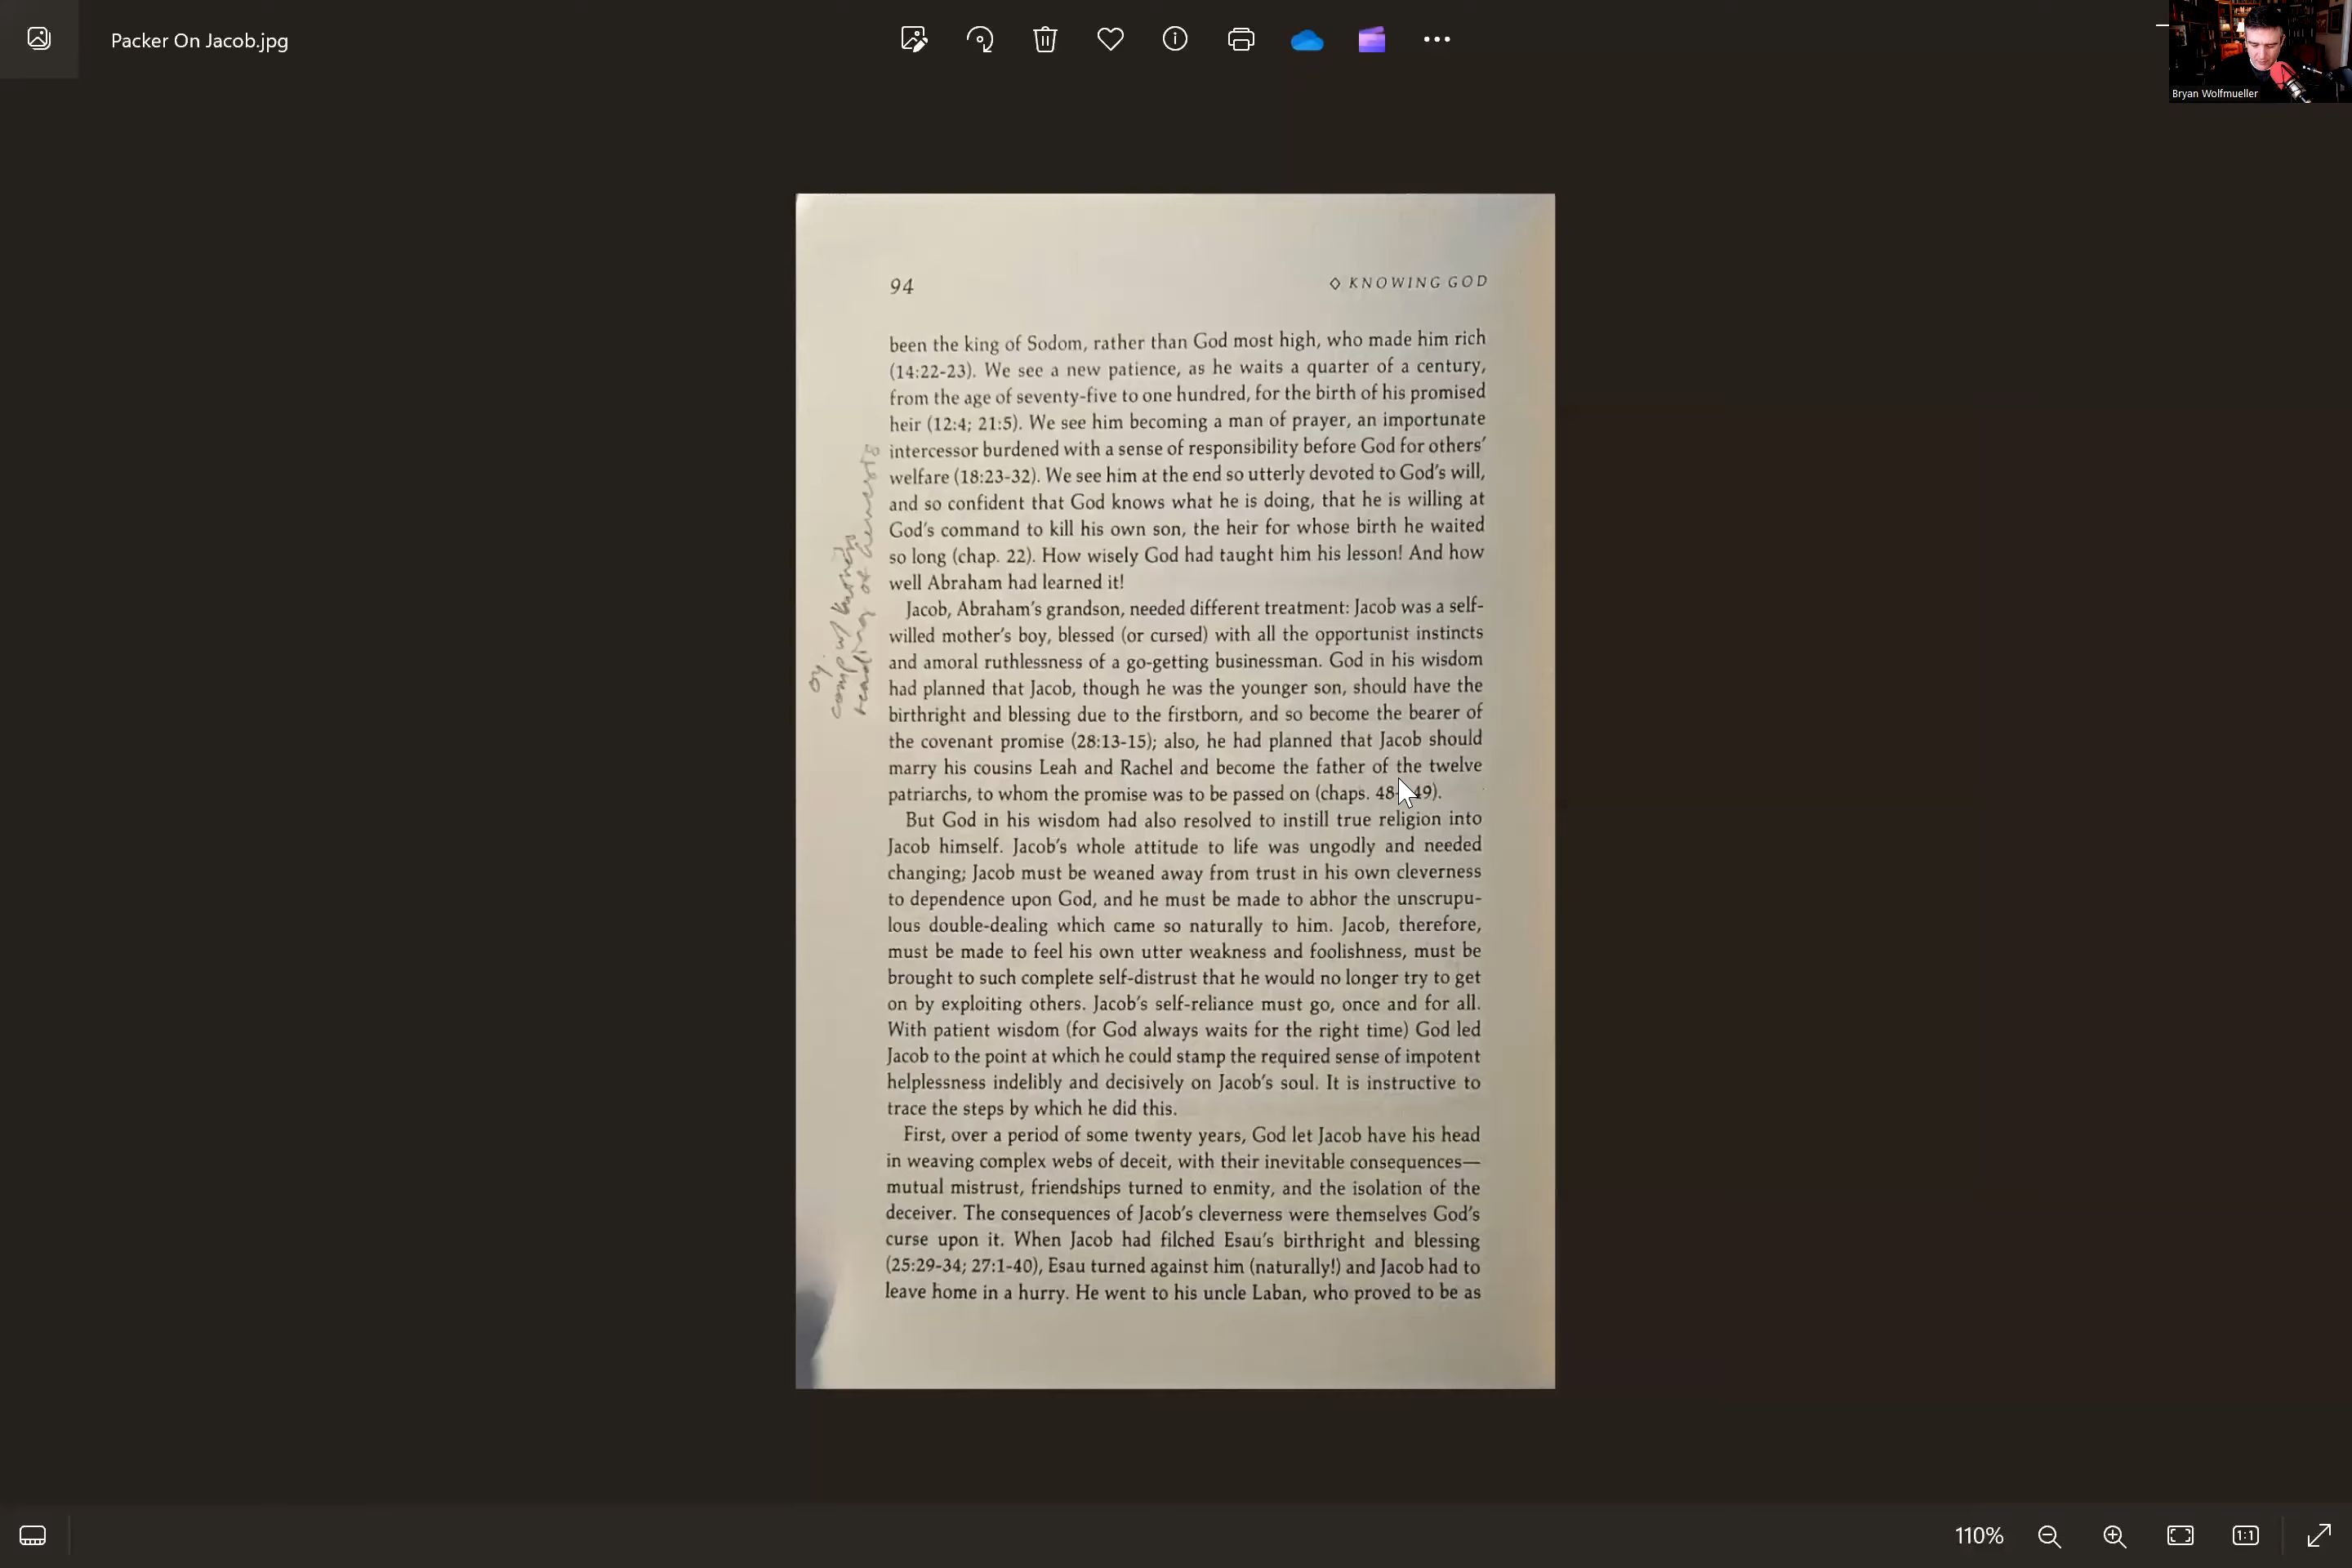 Packer On Jacob.jpg
Bryan Wolfmueller
94
◇ KNOWING GOD
been the king of Sodom, rather than God most high, who made him rich
(14:22-23). We see a new patience, as he waits a quarter of a century,
from the age of seventy-five to one hundred, for the birth of his promised
heir (12:4; 21:5). We see him becoming a man of prayer, an importunate
intercessor burdened with a sense of responsibility before God for others'
welfare (18:23-32). We see him at the end so utterly devoted to God's will,
and so confident that God knows what he is doing, that he is willing at
God's command to kill his own son, the heir for whose birth he waited
so long (chap. 22). How wisely God had taught him his lesson! And how
well Abraham had learned it!
Jacob, Abraham's grandson, needed different treatment: Jacob was a self-
willed mother's boy, blessed (or cursed) with all the opportunist instincts
and amoral ruthlessness of a go-getting businessman. God in his wisdom
had planned that Jacob, though he was the younger son, should have the
birthright and blessing due to the firstborn, and so become the bearer of
the covenant promise (28:13-15); also, he had planned that Jacob should
marry his cousins Leah and Rachel and become the father of the twelve
patriarchs, to whom the promise was to be passed on (chaps. 48-49).
But God in his wisdom had also resolved to instill true religion into
Jacob himself. Jacob's whole attitude to life was ungodly and needed
changing; Jacob must be weaned away from trust in his own cleverness
to dependence upon God, and he must be made to abhor the unscrupu-
lous double-dealing which came so naturally to him. Jacob, therefore,
must be made to feel his own utter weakness and foolishness, must be
brought to such complete self-distrust that he would no longer try to get
on by exploiting others. Jacob's self-reliance must go, once and for all.
With patient wisdom (for God always waits for the right time) God led
Jacob to the point at which he could stamp the required sense of impotent
helplessness indelibly and decisively on Jacob's soul. It is instructive to
trace the steps by which he did this.
First, over a period of some twenty years, God let Jacob have his head
in weaving complex webs of deceit, with their inevitable consequences—
mutual mistrust, friendships turned to enmity, and the isolation of the
deceiver. The consequences of Jacob's cleverness were themselves God's
curse upon it. When Jacob had filched Esau's birthright and blessing
(25:29-34; 27:1-40), Esau turned against him (naturally!) and Jacob had to
leave home in a hurry. He went to his uncle Laban, who proved to be as
oy.
comp w/
reading of Genesis
110%
1:1